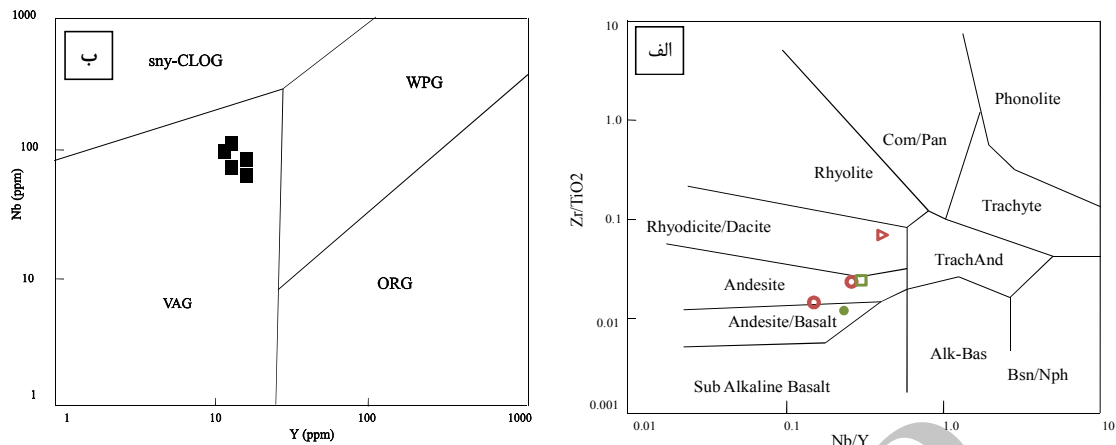 ب
1000
100
10
1
Nb (ppm)
sny-CLOG
WPG
VAG
ORG
1
10
100
1000
Y (ppm)
الف
10
1.0
0.1
0.01
0.001
Zr/TiO2
Phonolite
Com/Pan
Rhyolite
Trachyte
Rhyodicite/Dacite
TrachAnd
Andesite
Andesite/Basalt
Alk-Bas
Bsn/Nph
Sub Alkaline Basalt
0.01
0.1
1.0
10
Nb/Y